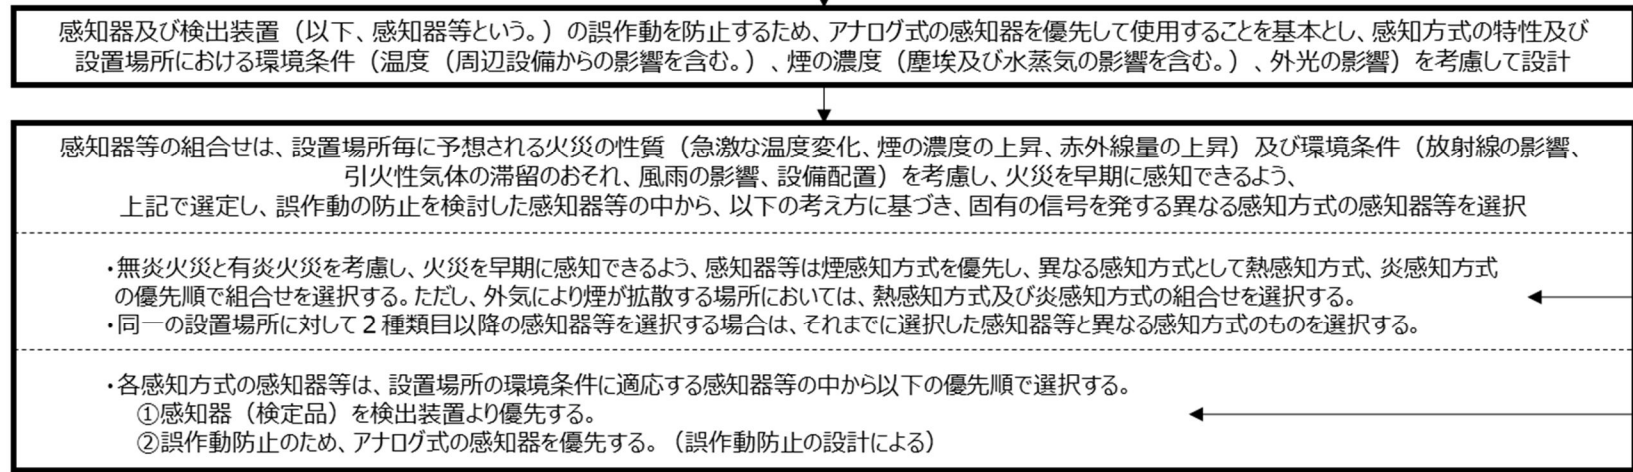 感知器及び検出装置（以下、感知器等という。）の誤作動を防止するため、アナログ式の感知器を優先して使用することを基本とし、感知方式の特性及び
設置場所における環境条件（温度（周辺設備からの影響を含む。）、煙の濃度（塵埃及び水蒸気の影響を含む。）、外光の影響）を考慮して設計
感知器等の組合せは、設置場所毎に予想される火災の性質（急激な温度変化、煙の濃度の上昇、赤外線量の上昇）及び環境条件（放射線の影響、
引火性気体の滞留のおそれ、風雨の影響、設備配置）を考慮し、火災を早期に感知できるよう、
上記で選定し、誤作動の防止を検討した感知器等の中から、以下の考え方に基づき、固有の信号を発する異なる感知方式の感知器等を選択
・無炎火災と有炎火災を考慮し、火災を早期に感知できるよう、感知器等は煙感知方式を優先し、異なる感知方式として熱感知方式、炎感知方式
の優先順で組合せを選択する。ただし、外気により煙が拡散する場所においては、熱感知方式及び炎感知方式の組合せを選択する。
・同一の設置場所に対して２種類目以降の感知器等を選択する場合は、それまでに選択した感知器等と異なる感知方式のものを選択する。
・各感知方式の感知器等は、設置場所の環境条件に適応する感知器等の中から以下の優先順で選択する。
①感知器（検定品）を検出装置より優先する。
②誤作動防止のため、アナログ式の感知器を優先する。（誤作動防止の設計による）